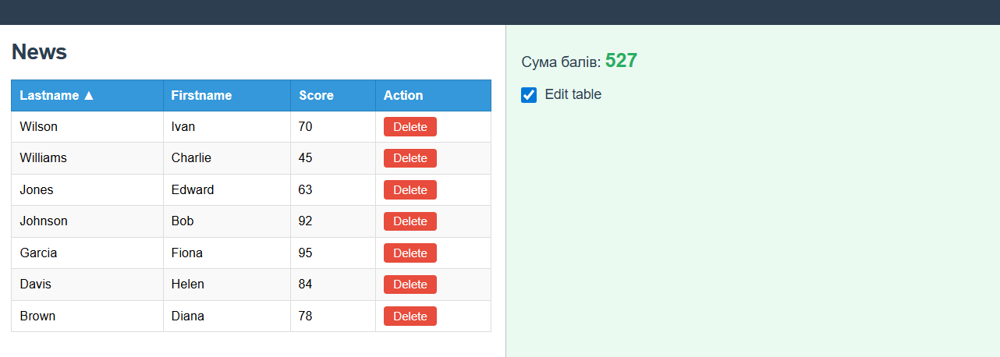 News
Lastname ▲ Firstname Score Action
Wilson Ivan 70 Delete
Williams Charlie 45 Delete
Jones Edward 63 Delete
Johnson Bob 92 Delete
Garcia Fiona 95 Delete
Davis Helen 84 Delete
Brown Diana 78 Delete
Сума балів: 527
Edit table